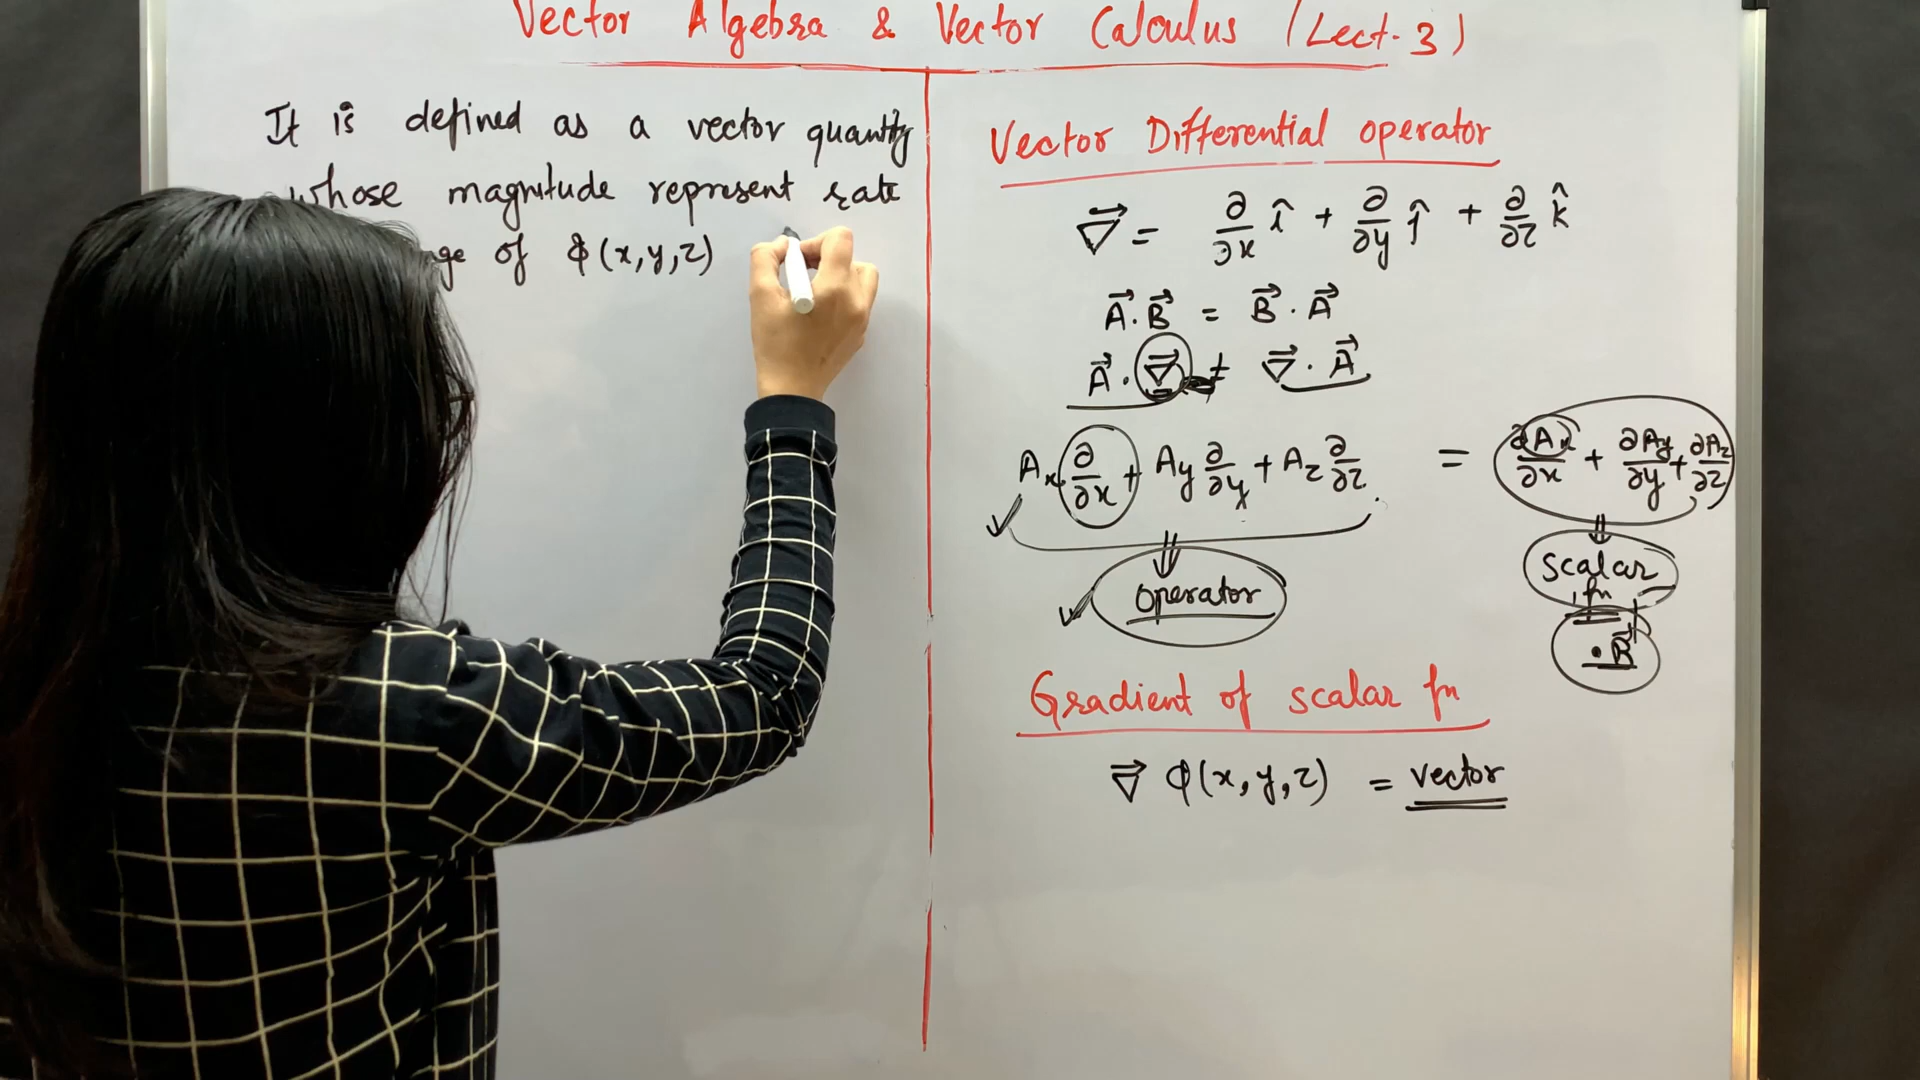 Vector Algebra & Vector Calculus (Lect-3)
It is defined as a vector quantity
whose magnitude represent rate
of φ(x,y,z)
Vector Differential operator
∇⃗ = ∂/∂x î + ∂/∂y ĵ + ∂/∂z k̂
A⃗.B⃗ = B⃗.A⃗
A⃗.∇⃗ ≠ ∇⃗.A⃗
Ax ∂/∂x + Ay ∂/∂y + Az ∂/∂z = ∂Ax/∂x + ∂Ay/∂y + ∂Az/∂z
operator
scalar
fn
.B⃗
Gradient of scalar fn
∇⃗ φ(x,y,z) = vector